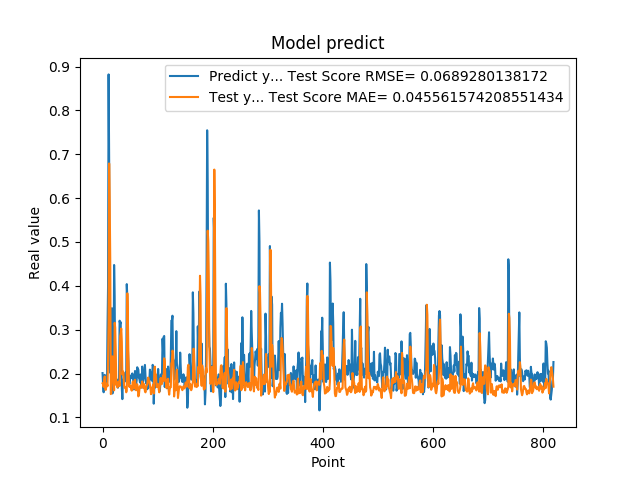 Model predict
Predict y... Test Score RMSE= 0.0689280138172
Test y... Test Score MAE= 0.045561574208551434
0.9
0.8
0.7
0.6
0.5
0.4
0.3
0.2
0.1
Real value
0 200 400 600 800
Point